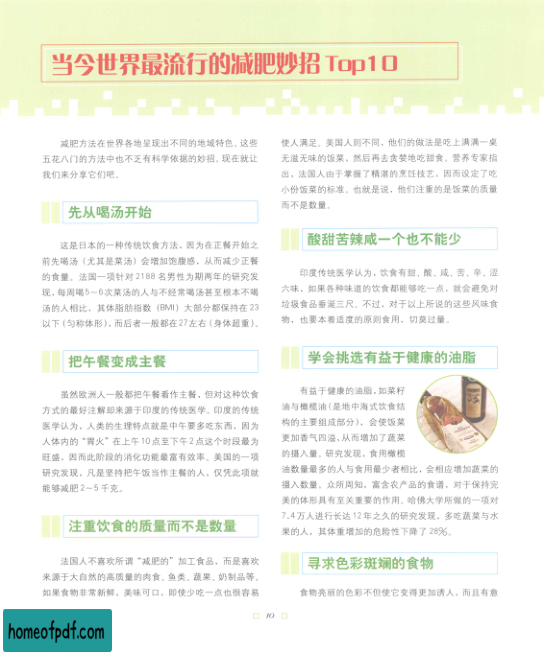 当今世界最流行的减肥妙招Top10
减肥方法在世界各地呈现出不同的地域特色。这些
五花八门的方法中也不乏有科学依据的妙招。现在就让
我们来分享它们吧。
先从喝汤开始
这是日本的一种传统饮食方法,因为在正餐开始之
前先喝汤(尤其是菜汤)会增加饱腹感,从而减少正餐
的食量。法国一项针对2188名男性为期两年的研究发
现,每周喝5～6次菜汤的人与不经常喝汤甚至根本不喝
汤的人相比,其体脂肪指数(BMI)大部分都保持在23
以下(匀称体形),而后者一般都在27左右(身体超重)。
把午餐变成主餐
虽然欧洲人一般都把午餐看作主餐,但对这种饮食
方式的最好注解却来源于印度的传统医学。印度的传统
医学认为,人类的生理特点就是中午要多吃东西,因为
人体内的“胃火”在上午10点至下午2点这个时段最为
旺盛,因而此阶段的消化功能最富有效率。美国的一项
研究发现,凡是坚持把午饭当作主餐的人,仅凭此项就
能够减肥2～5千克。
注重饮食的质量而不是数量
法国人不喜欢所谓“减肥的”加工食品,而是喜欢
来源于大自然的高质量的肉食、鱼类、蔬果、奶制品等。
如果食物非常新鲜,美味可口,即使少吃一点也很容易
使人满足。美国人则不同,他们的做法是吃上满满一桌
无滋无味的饭菜,然后再去贪婪地吃甜食。营养专家指
出,法国人由于掌握了精湛的烹饪技艺,因而设定了吃
小份饭菜的标准。也就是说,他们注重的是饭菜的质量
而不是数量。
酸甜苦辣咸一个也不能少
印度传统医学认为,饮食有甜、酸、咸、苦、辛、涩
六味,如果各种味道的饮食都能够吃一点,就会避免对
垃圾食品垂涎三尺。不过,对于以上所说的这些风味食
物,也要本着适度的原则食用,切莫过量。
学会挑选有益于健康的油脂
有益于健康的油脂,如菜籽
油与橄榄油(是地中海式饮食结
构的主要组成部分),会使饭菜
更加香气四溢,从而增加了蔬菜
的摄入量。研究发现,食用橄榄
油数量最多的人与食用最少者相比,会相应增加蔬菜的
摄入数量。众所周知,富含农产品的食谱,对于保持完
美的体形具有至关重要的作用。哈佛大学所做的一项对
7.4万人进行长达12年之久的研究发现,多吃蔬菜与水
果的人,其体重增加的危险性下降了28%。
寻求色彩斑斓的食物
食物亮丽的色彩不但使它变得更加诱人,而且有意
10
homeofpdf.com